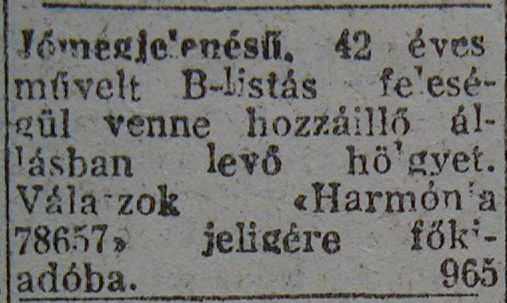 Jómegjelenésű, 42 éves
művelt B-listás feleségül
venne hozzáillő állásban
levő hölgyet.
Válaszok «Harmónia
78657» jeligére főkiadóba.
965